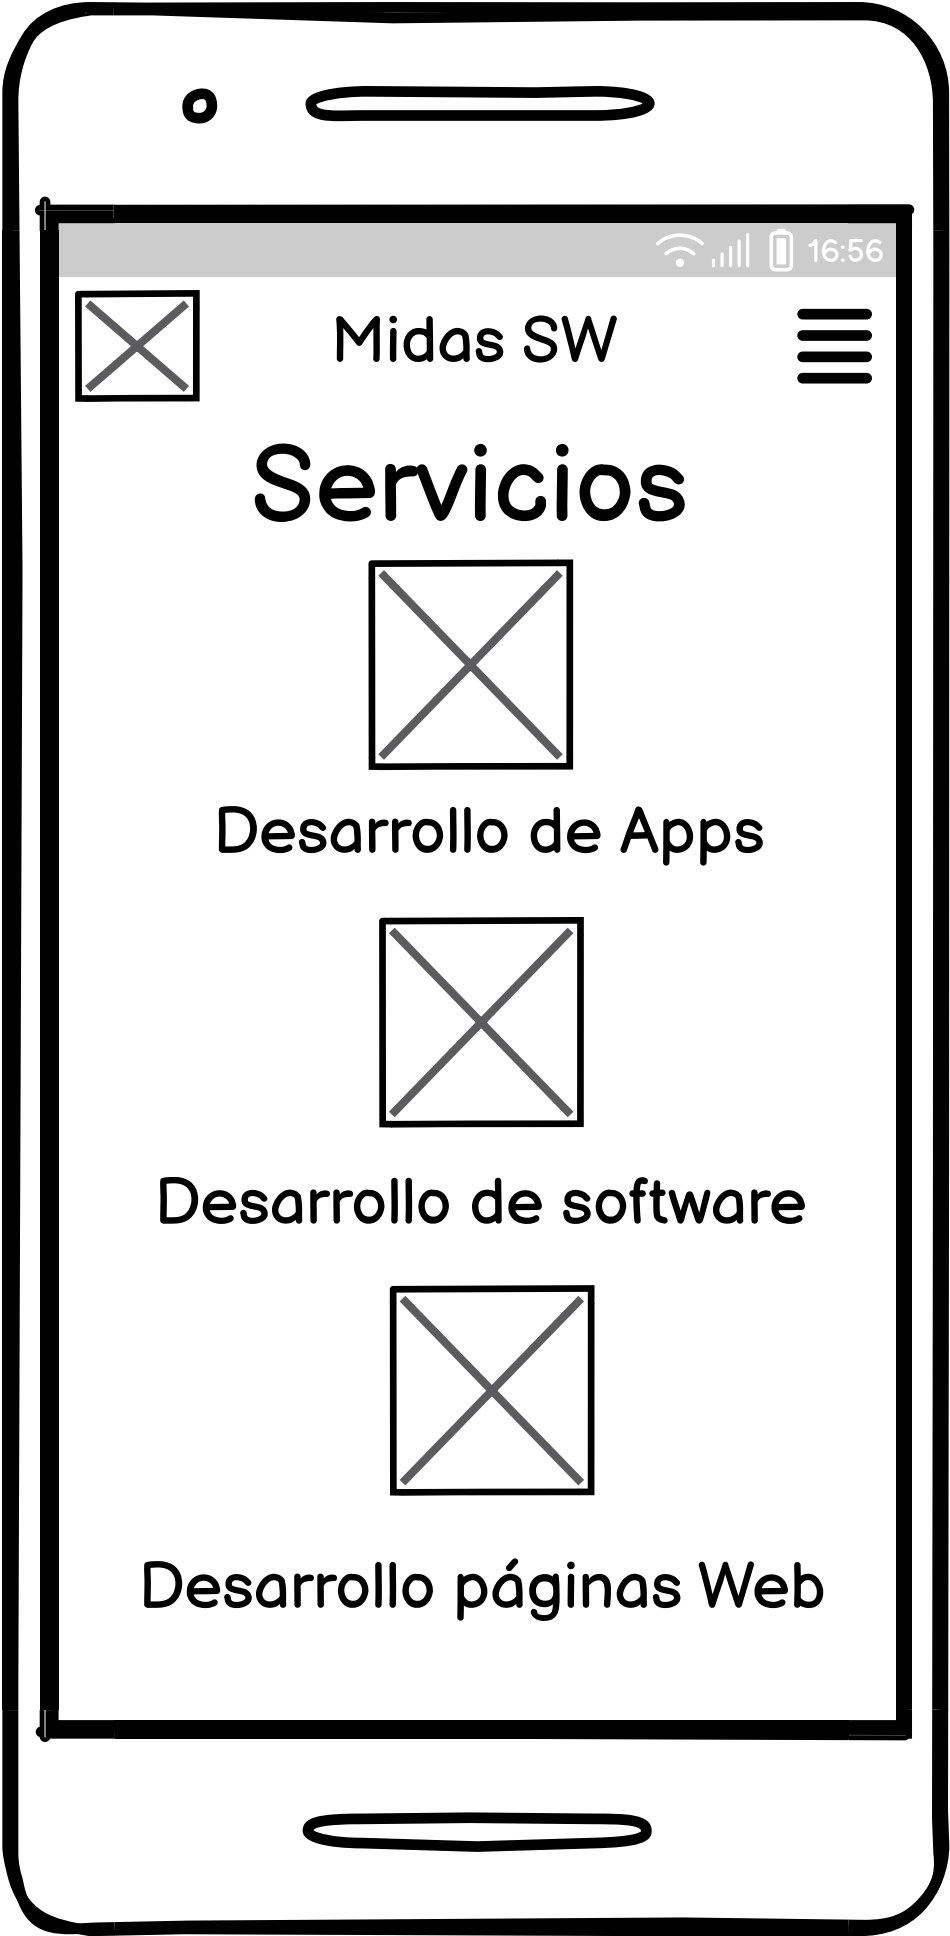 16:56
Midas SW
Servicios
Desarrollo de Apps
Desarrollo de software
Desarrollo páginas Web